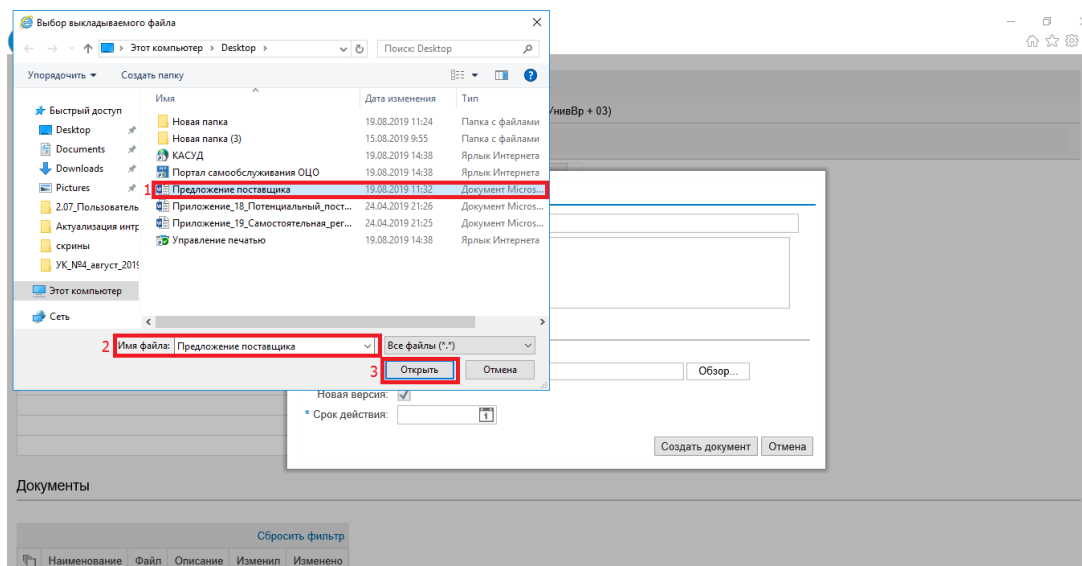 Выбор выкладываемого файла
Этот компьютер > Desktop >
Поиск: Desktop
Упорядочить Создать папку
Имя Дата изменения Тип
Быстрый доступ
Desktop
Documents
Downloads
Pictures
2.07_Пользователь
Актуализация интр
скрины
УК_№4_август_2019
Этот компьютер
Сеть
Новая папка 19.08.2019 11:24 Папка с файлами
Новая папка (3) 15.08.2019 9:55 Папка с файлами
КАСУД 19.08.2019 14:38 Ярлык Интернета
Портал самообслуживания ОЦО 19.08.2019 14:38 Ярлык Интернета
1 Предложение поставщика 19.08.2019 11:32 Документ Micros...
Приложение_18_Потенциальный_пост... 24.04.2019 21:26 Документ Micros...
Приложение_19_Самостоятельная_рег... 24.04.2019 21:25 Документ Micros...
Управление печатью 19.08.2019 14:38 Ярлык Интернета
2 Имя файла: Предложение поставщика Все файлы (*.*)
3 Открыть Отмена
УнивВр + 03)
Обзор...
Новая версия:
* Срок действия:
Создать документ Отмена
Документы
Сбросить фильтр
Наименование Файл Описание Изменил Изменено